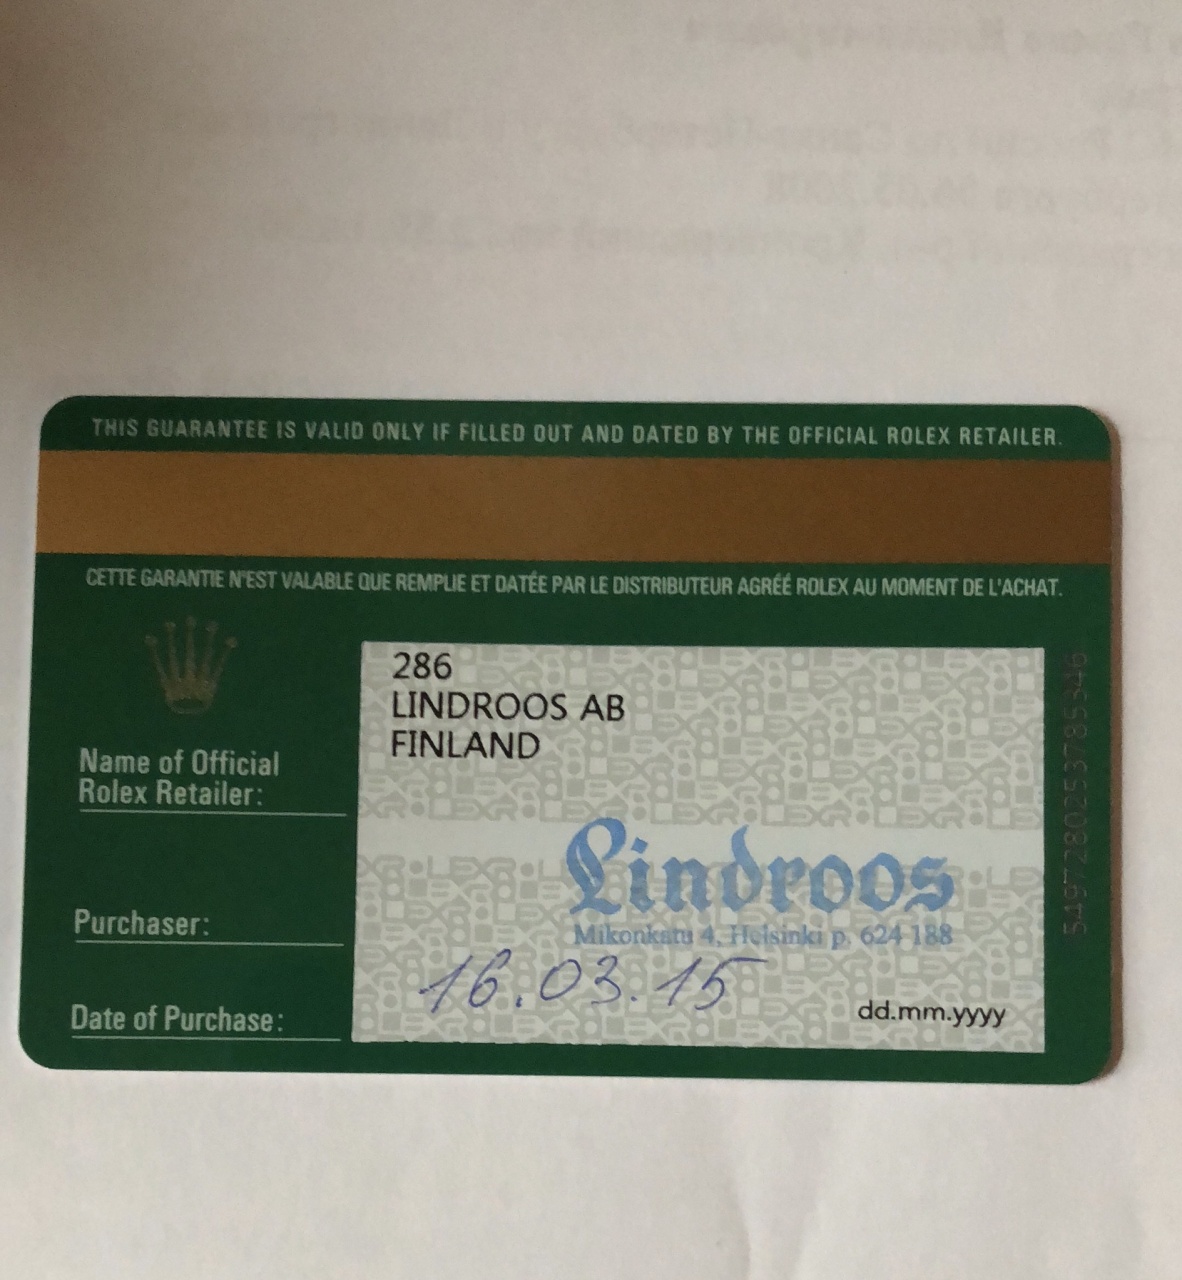 THIS GUARANTEE IS VALID ONLY IF FILLED OUT AND DATED BY THE OFFICIAL ROLEX RETAILER.
CETTE GARANTIE N'EST VALABLE QUE REMPLIE ET DATÉE PAR LE DISTRIBUTEUR AGRÉÉ ROLEX AU MOMENT DE L'ACHAT.
286
LINDROOS AB
FINLAND
Name of Official
Rolex Retailer:
Lindroos
Mikonkatu 4, Helsinki p. 624 188
Purchaser:
16.03.15
Date of Purchase:
dd.mm.yyyy
5497280253785346